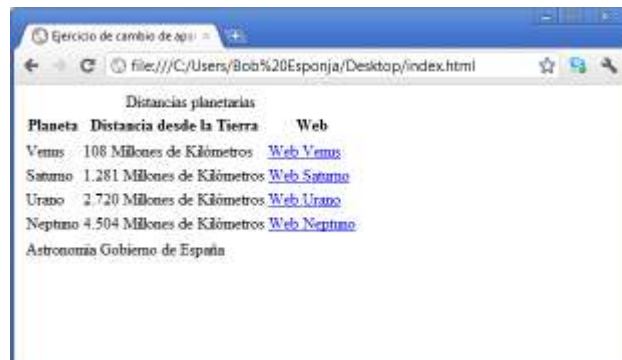 Ejercicio de cambio de apa
file:///C:/Users/Bob%20Esponja/Desktop/index.html
Distancias planetarias
Planeta Distancia desde la Tierra Web
Venus 108 Millones de Kilómetros Web Venus
Saturno 1.281 Millones de Kilómetros Web Saturno
Urano 2.720 Millones de Kilómetros Web Urano
Neptuno 4.504 Millones de Kilómetros Web Neptuno
Astronomia Gobierno de España